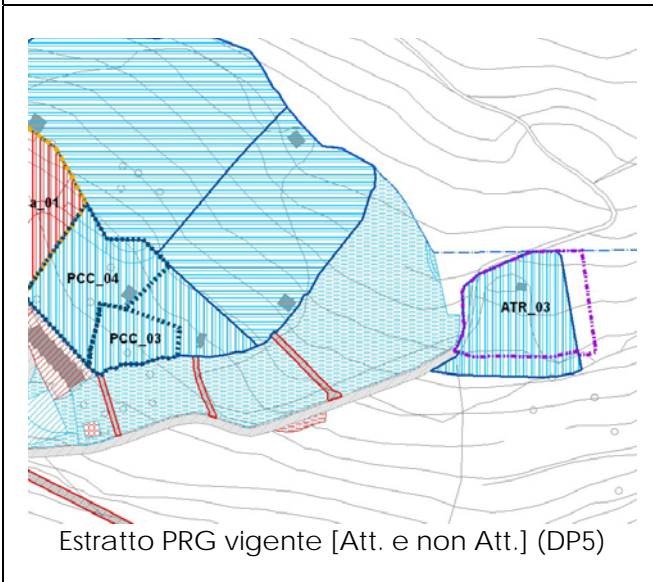 a_01
PCC_04
ATR_03
PCC_03
Estratto PRG vigente [Att. e non Att.] (DP5)